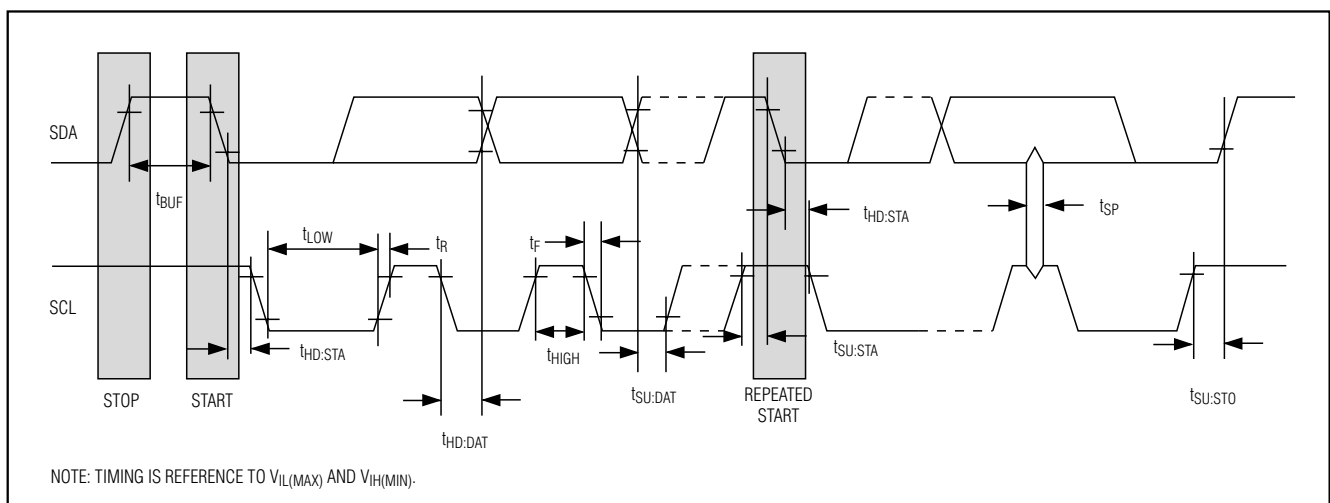 SDA
tBUF
tLOW
tR
tF
tHD:STA
tSP
SCL
tHD:STA
tHIGH
tSU:STA
tSU:DAT
tSU:STO
STOP
START
REPEATED
START
tHD:DAT
NOTE: TIMING IS REFERENCE TO VIL(MAX) AND VIH(MIN).